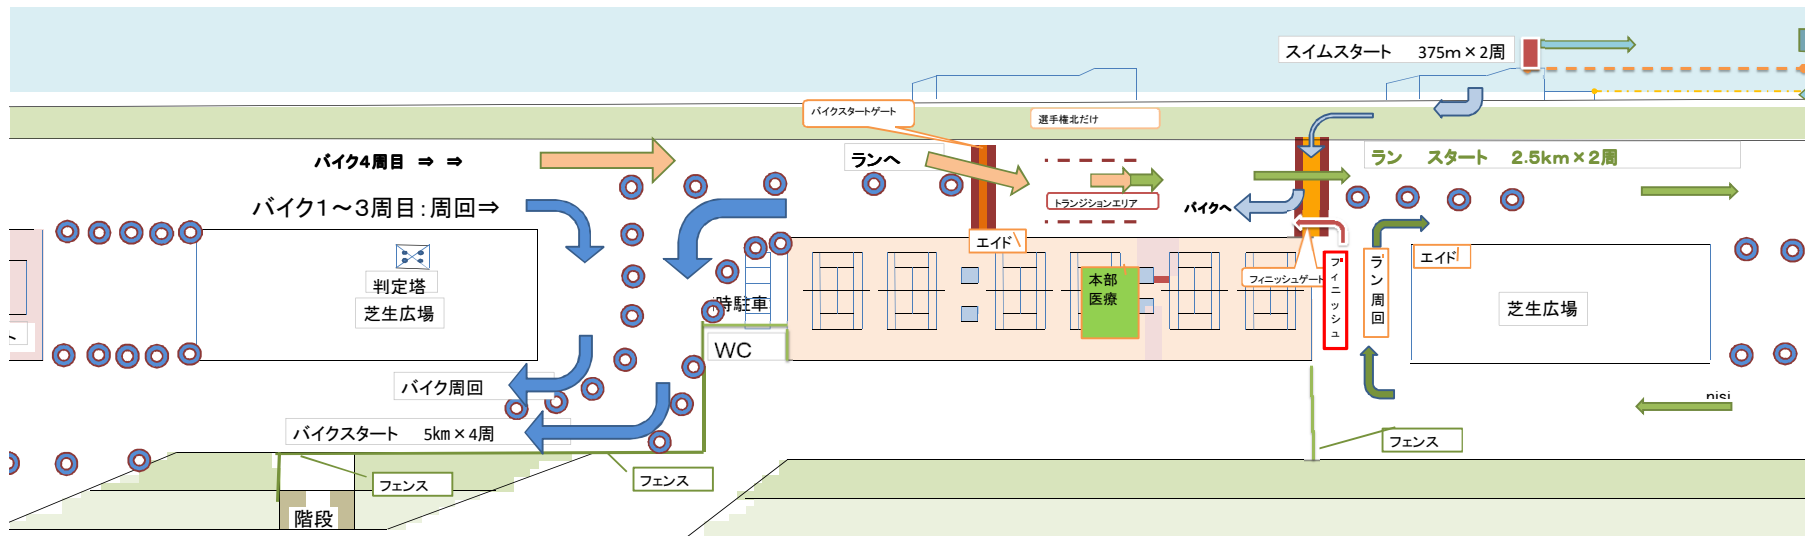 スイムスタート　375m×2周
バイクスタートゲート
選手権北だけ
バイク4周目　⇒　⇒
ランへ
ラン　スタート　2.5km×2周
バイク1～3周目：周回⇒
トランジションエリア
バイクへ
エイド
判定塔
芝生広場
時駐車
本部
医療
フィニッシュゲート
フィニッシュ
ラン周回
エイド
芝生広場
WC
バイク周回
nisi
バイクスタート　5km×4周
フェンス
フェンス
フェンス
階段